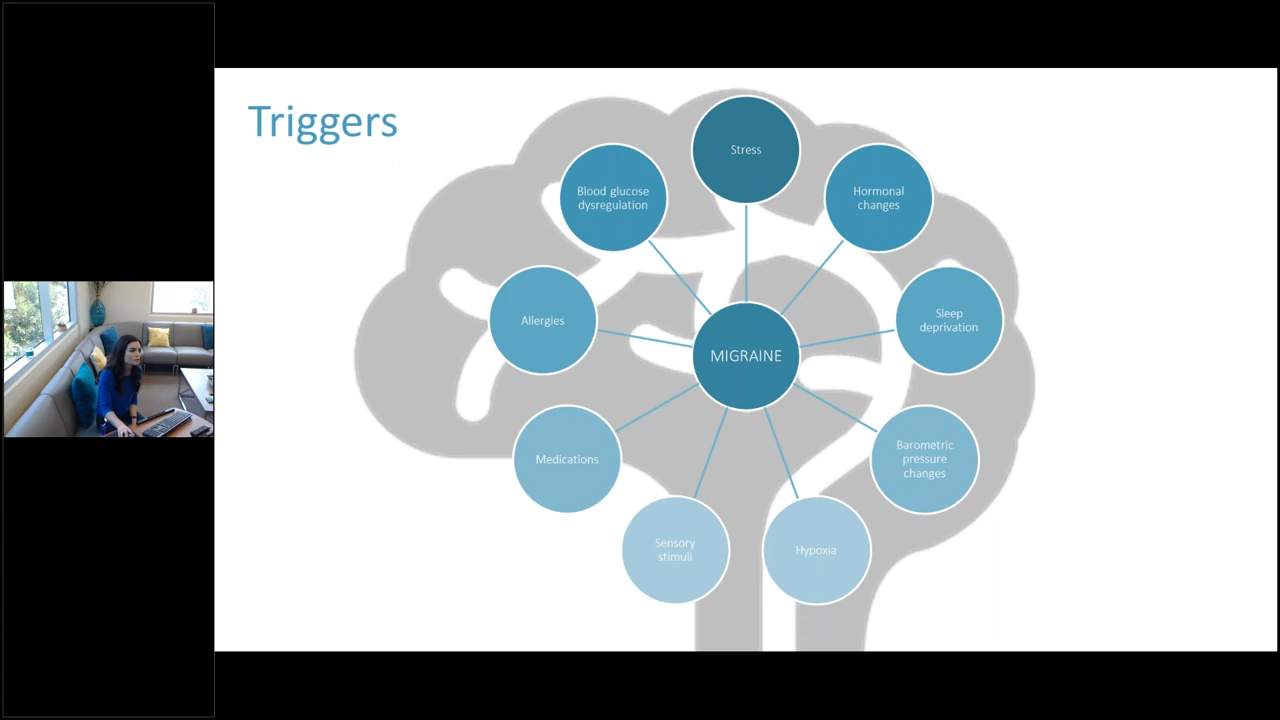 Triggers
Stress
Blood glucose
dysregulation
Hormonal
changes
Allergies
Sleep
deprivation
MIGRAINE
Medications
Barometric
pressure
changes
Sensory
stimuli
Hypoxia